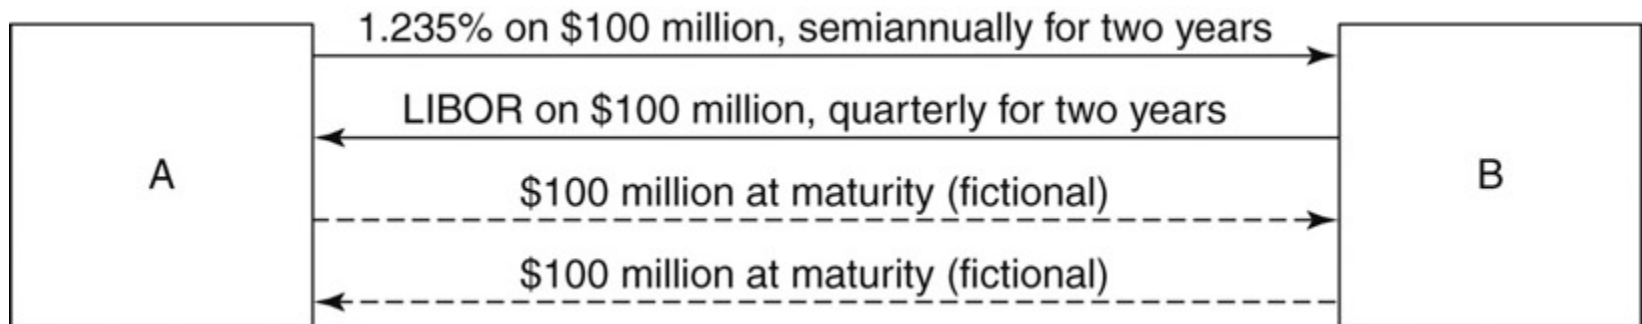 1.235% on $100 million, semiannually for two years
LIBOR on $100 million, quarterly for two years
A
$100 million at maturity (fictional)
B
$100 million at maturity (fictional)